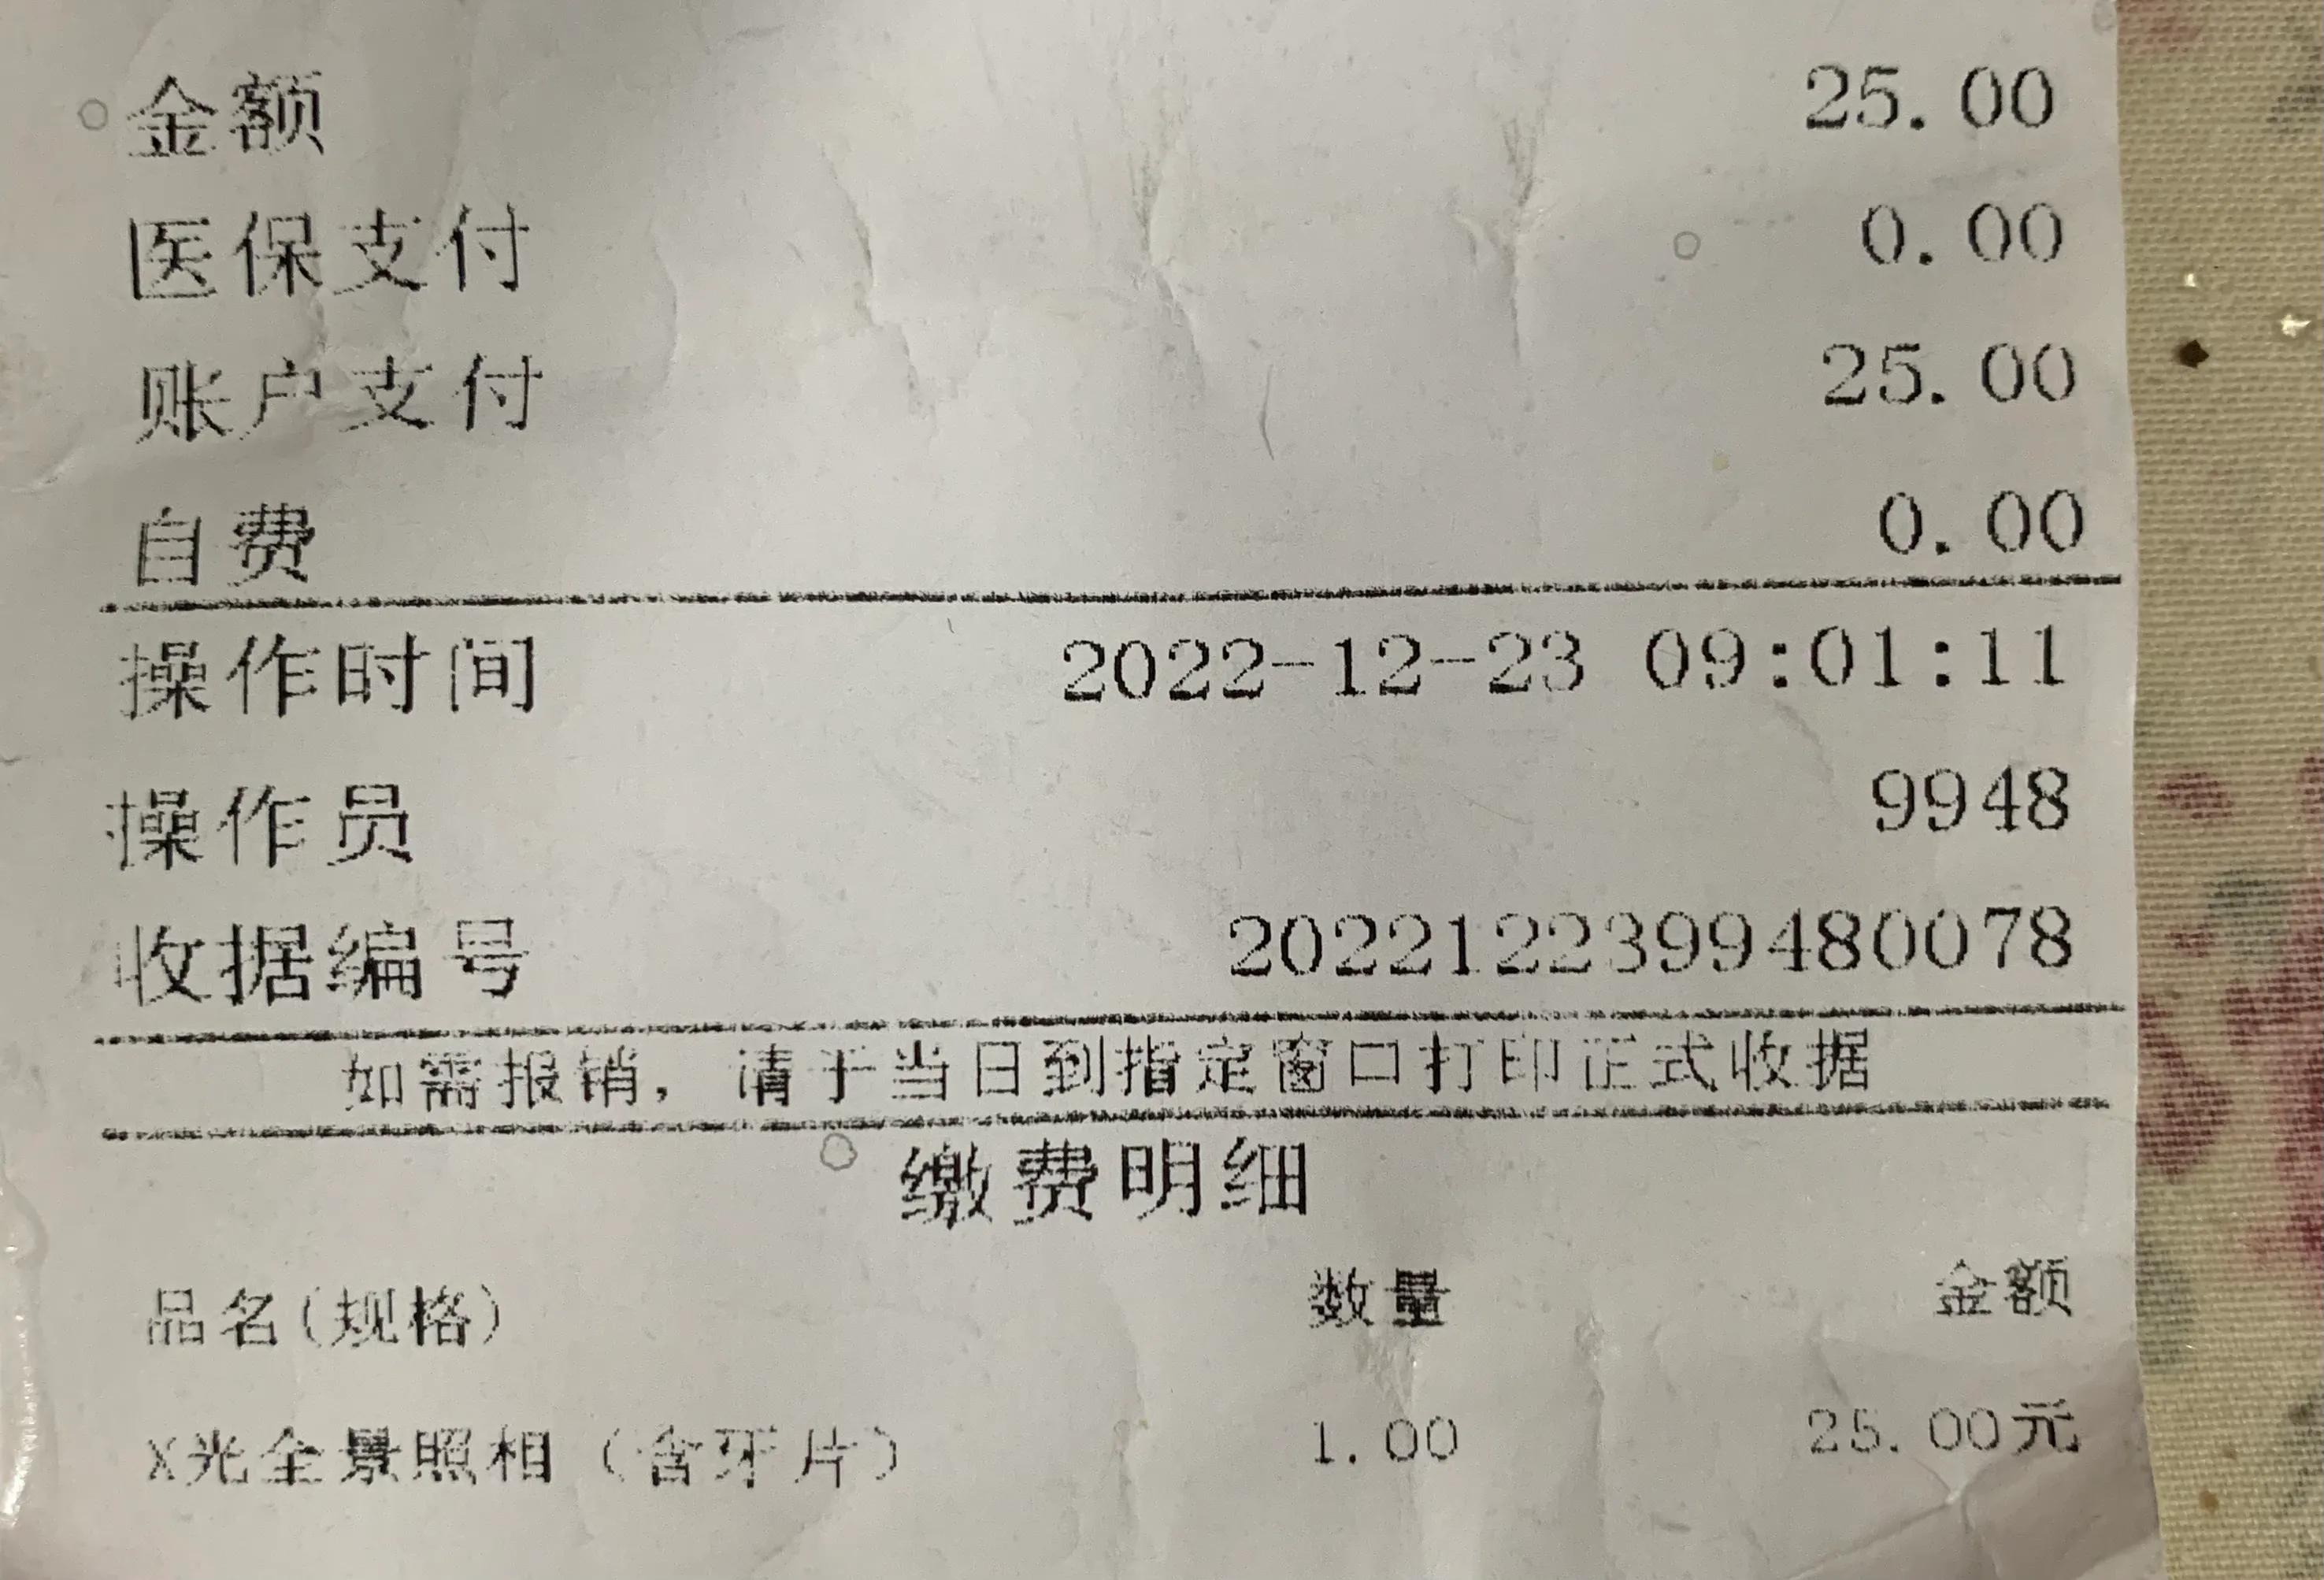 金额 25.00
医保支付 0.00
账户支付 25.00
自费 0.00
操作时间 2022-12-23 09:01:11
操作员 9948
收据编号 2022122399480078
如需报销，请于当日到指定窗口打印正式收据
缴费明细
品名(规格) 数量 金额
X光全景照相（含牙片） 1.00 25.00元